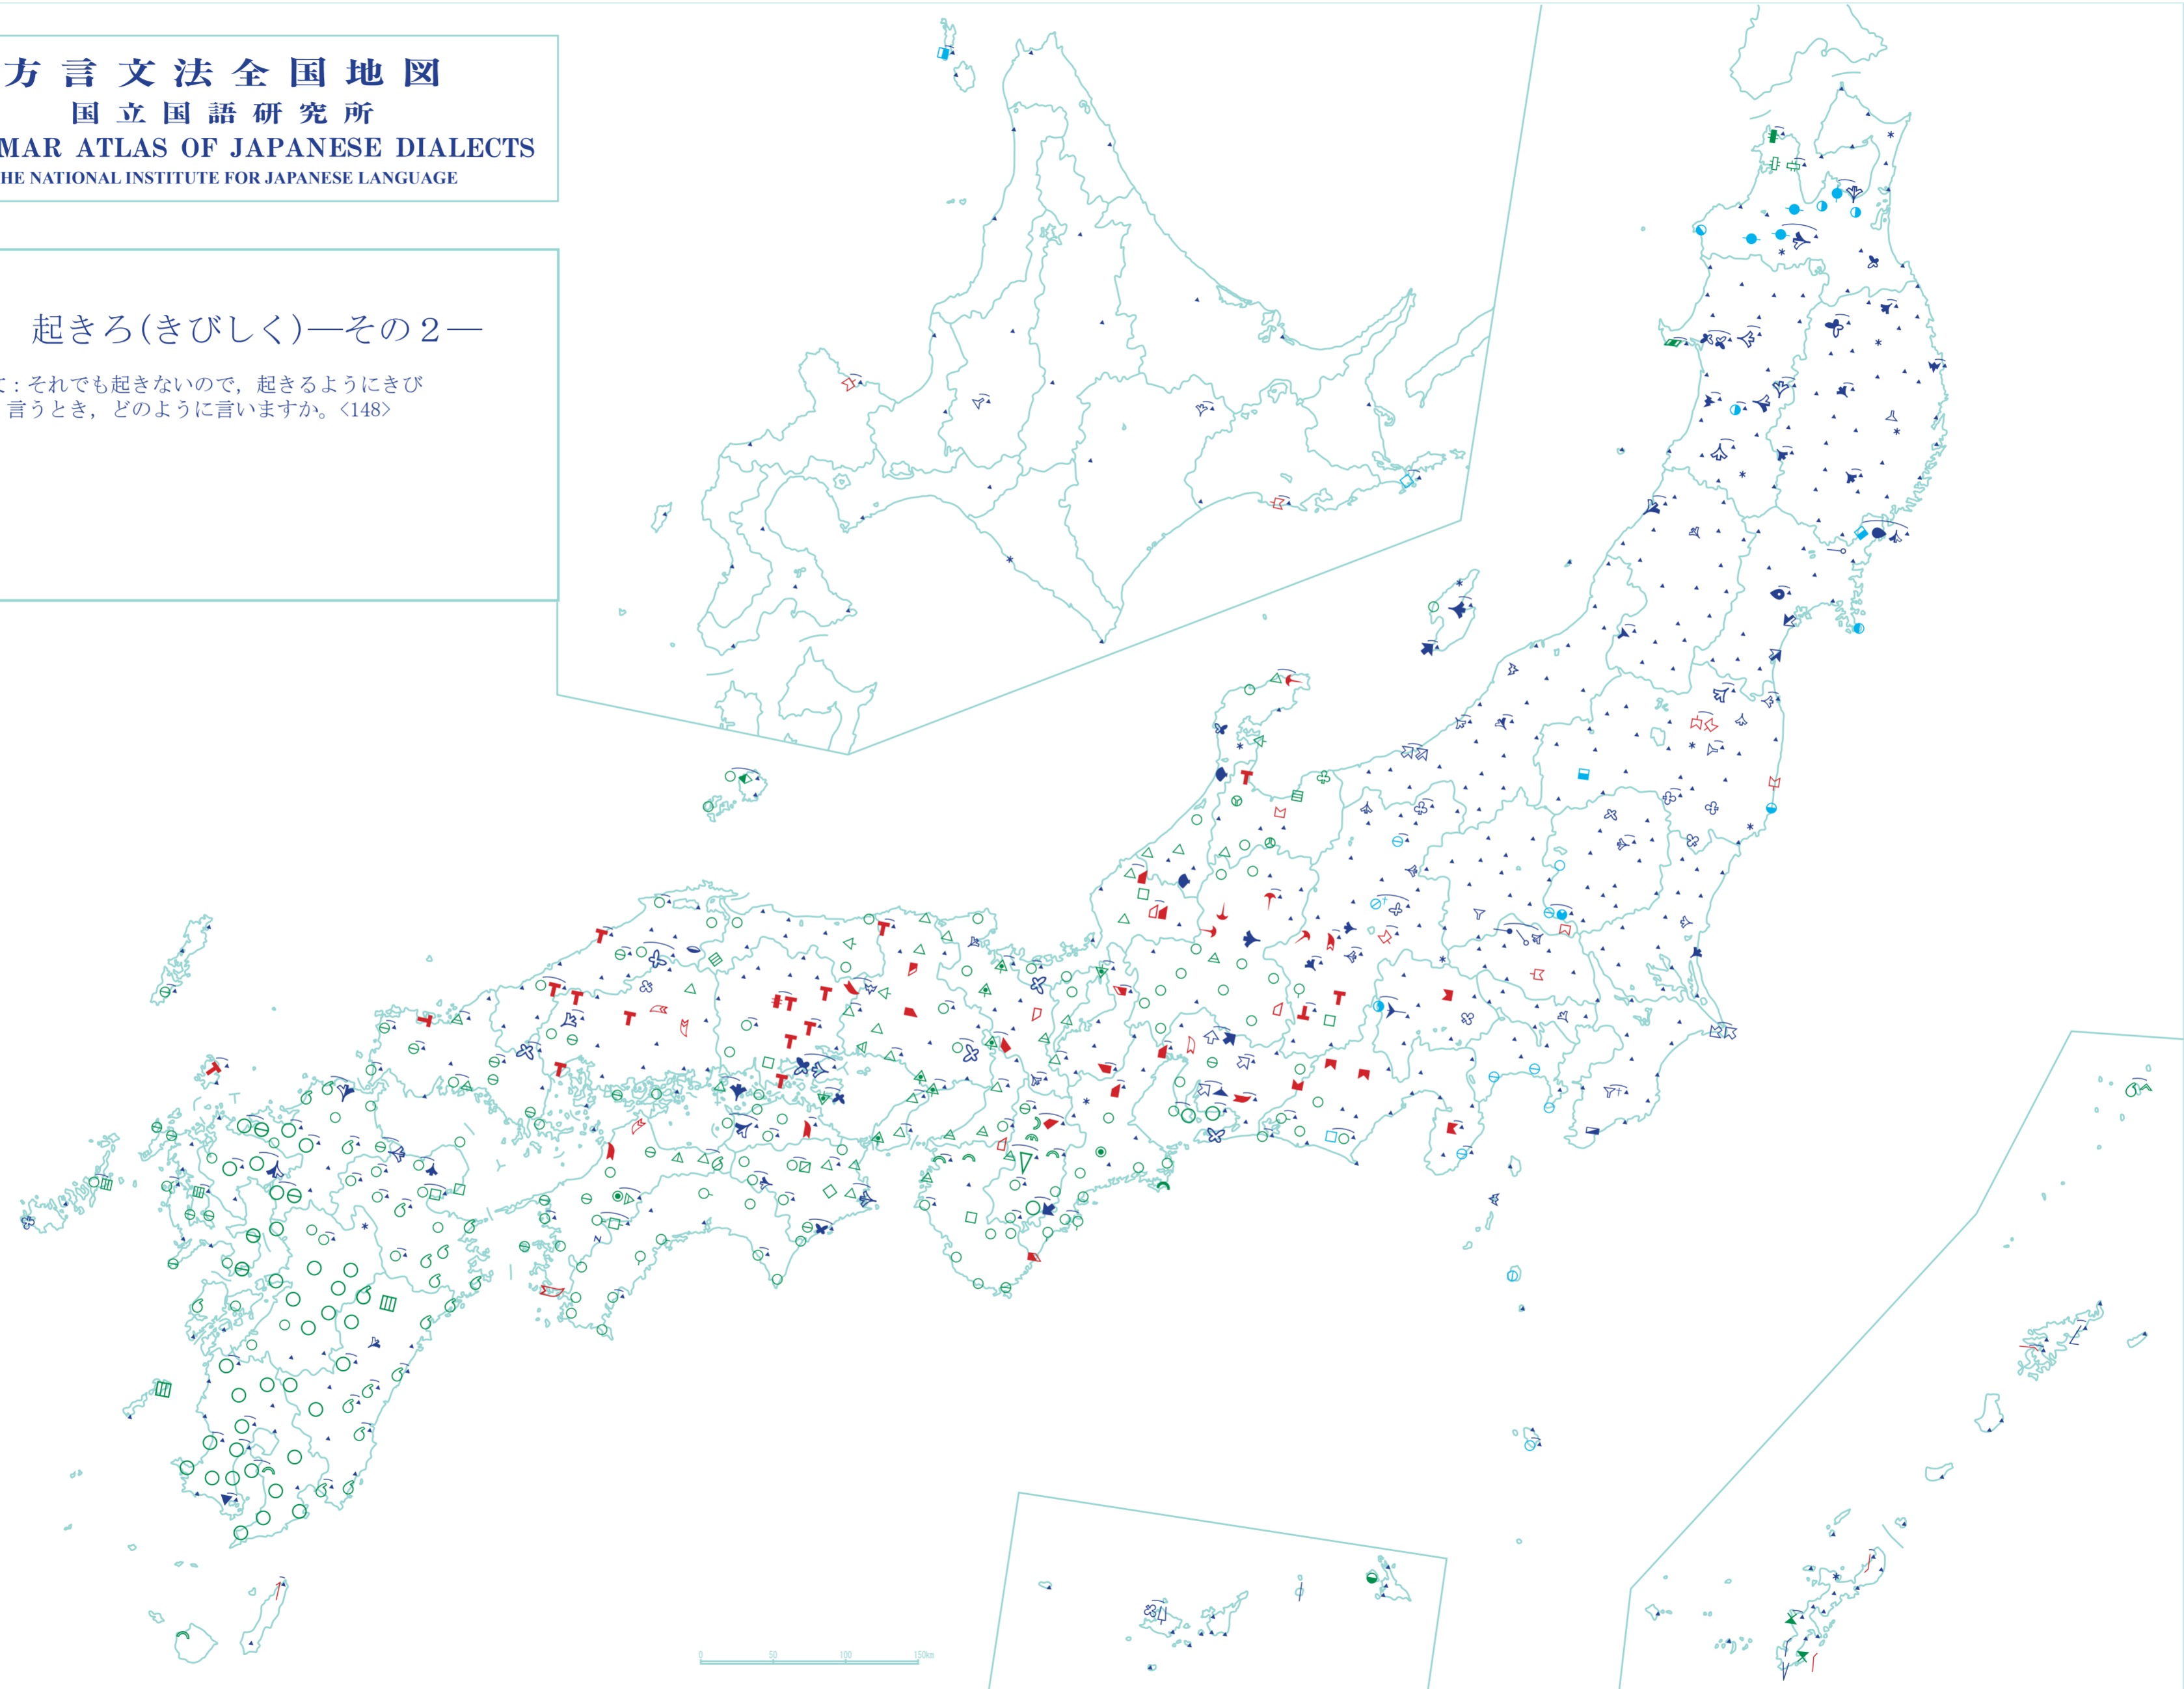 方言文法全国地図
国立国語研究所
MAR ATLAS OF JAPANESE DIALECTS
HE NATIONAL INSTITUTE FOR JAPANESE LANGUAGE
起きろ(きびしく)―その2―
て:それでも起きないので，起きるようにきび
言うとき，どのように言いますか。〈148〉
0 50 100 150km